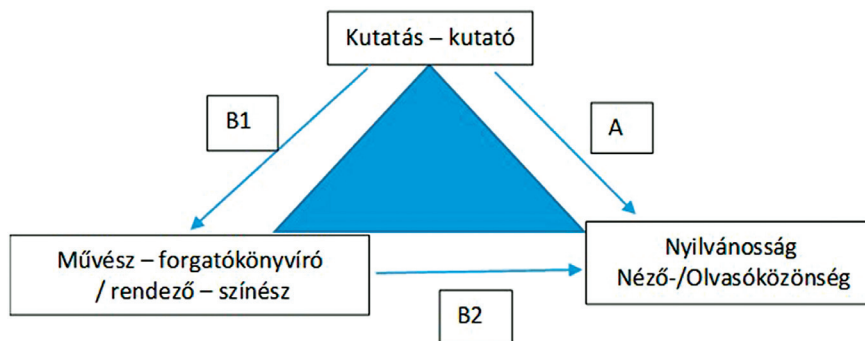 Kutatás – kutató
B1
A
Művész – forgatókönyvíró
/ rendező – színész
Nyilvánosság
Néző-/Olvasóközönség
B2